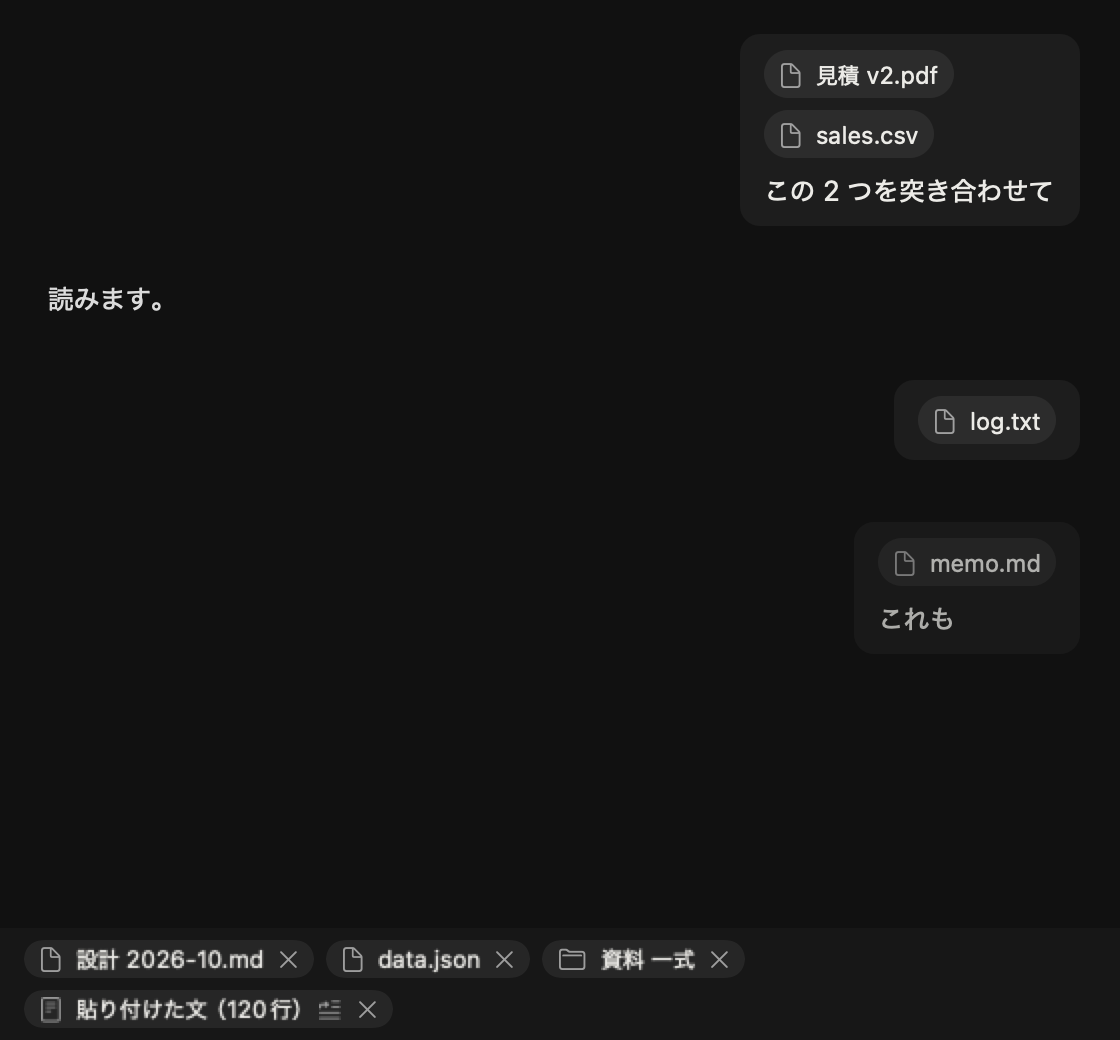 見積 v2.pdf
sales.csv
この 2 つを突き合わせて
読みます。
log.txt
memo.md
これも
設計 2026-10.md
data.json
資料 一式
貼り付けた文（120行）